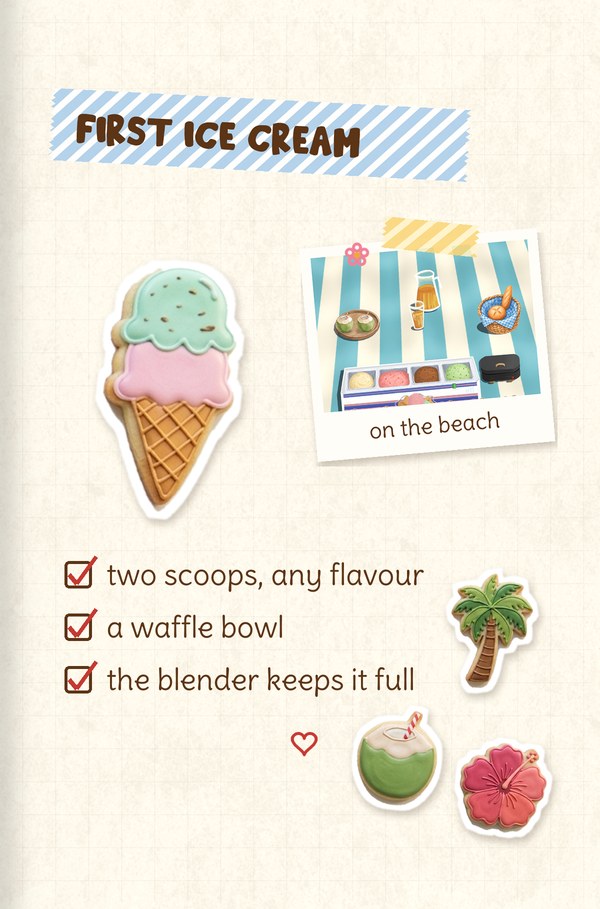 FIRST ICE CREAM
on the beach
two scoops, any flavour
a waffle bowl
the blender keeps it full